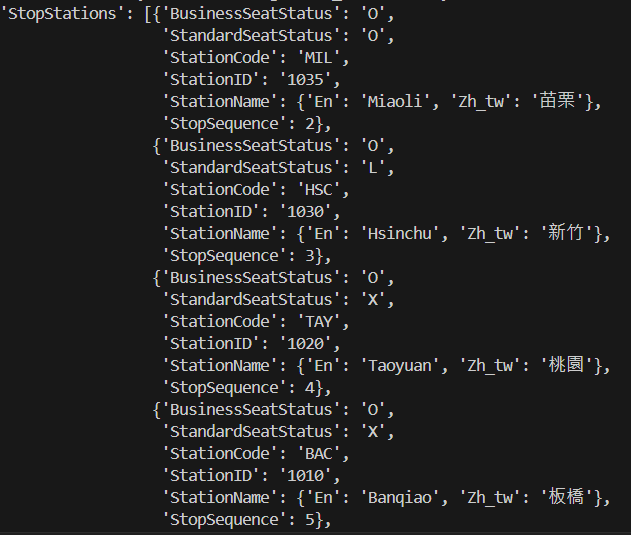 'StopStations': [{'BusinessSeatStatus': 'O',
'StandardSeatStatus': 'O',
'StationCode': 'MIL',
'StationID': '1035',
'StationName': {'En': 'Miaoli', 'Zh_tw': '苗栗'},
'StopSequence': 2},
{'BusinessSeatStatus': 'O',
'StandardSeatStatus': 'L',
'StationCode': 'HSC',
'StationID': '1030',
'StationName': {'En': 'Hsinchu', 'Zh_tw': '新竹'},
'StopSequence': 3},
{'BusinessSeatStatus': 'O',
'StandardSeatStatus': 'X',
'StationCode': 'TAY',
'StationID': '1020',
'StationName': {'En': 'Taoyuan', 'Zh_tw': '桃園'},
'StopSequence': 4},
{'BusinessSeatStatus': 'O',
'StandardSeatStatus': 'X',
'StationCode': 'BAC',
'StationID': '1010',
'StationName': {'En': 'Banqiao', 'Zh_tw': '板橋'},
'StopSequence': 5},